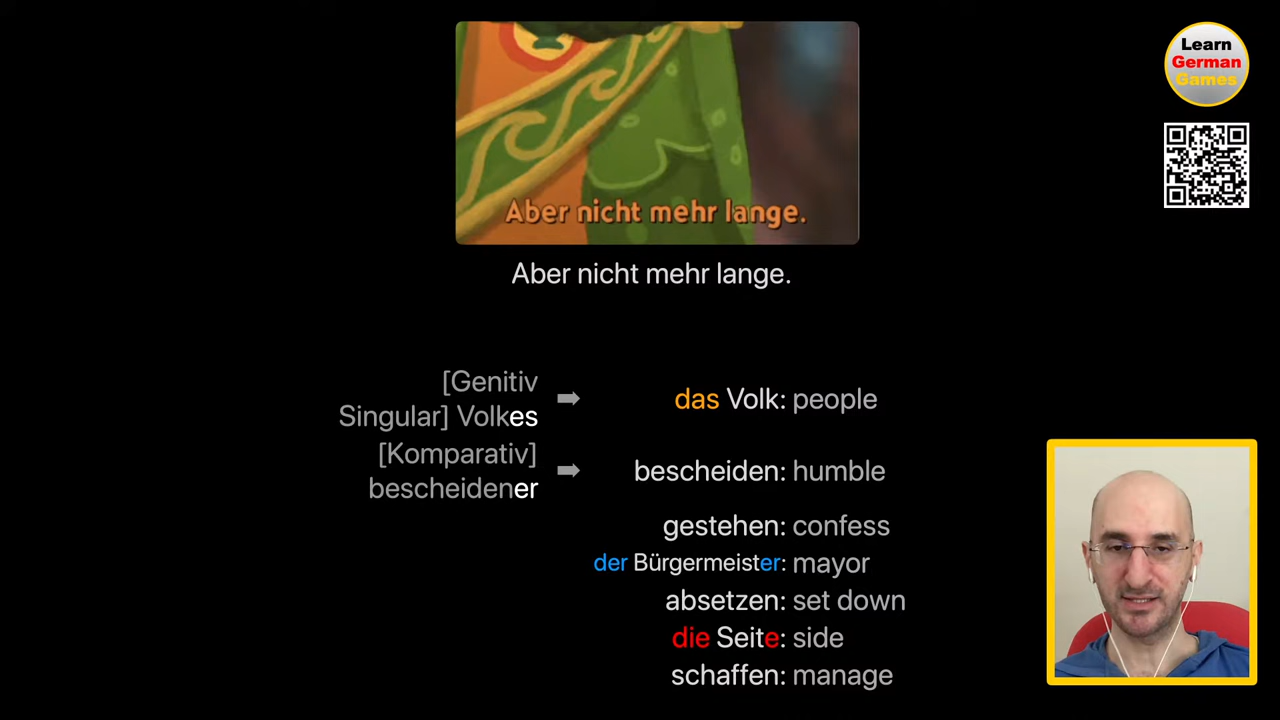 Learn
German
Games
Aber nicht mehr lange.
Aber nicht mehr lange.
[Genitiv
Singular] Volkes ➡ das Volk: people
[Komparativ]
bescheidener ➡ bescheiden: humble
gestehen: confess
der Bürgermeister: mayor
absetzen: set down
die Seite: side
schaffen: manage